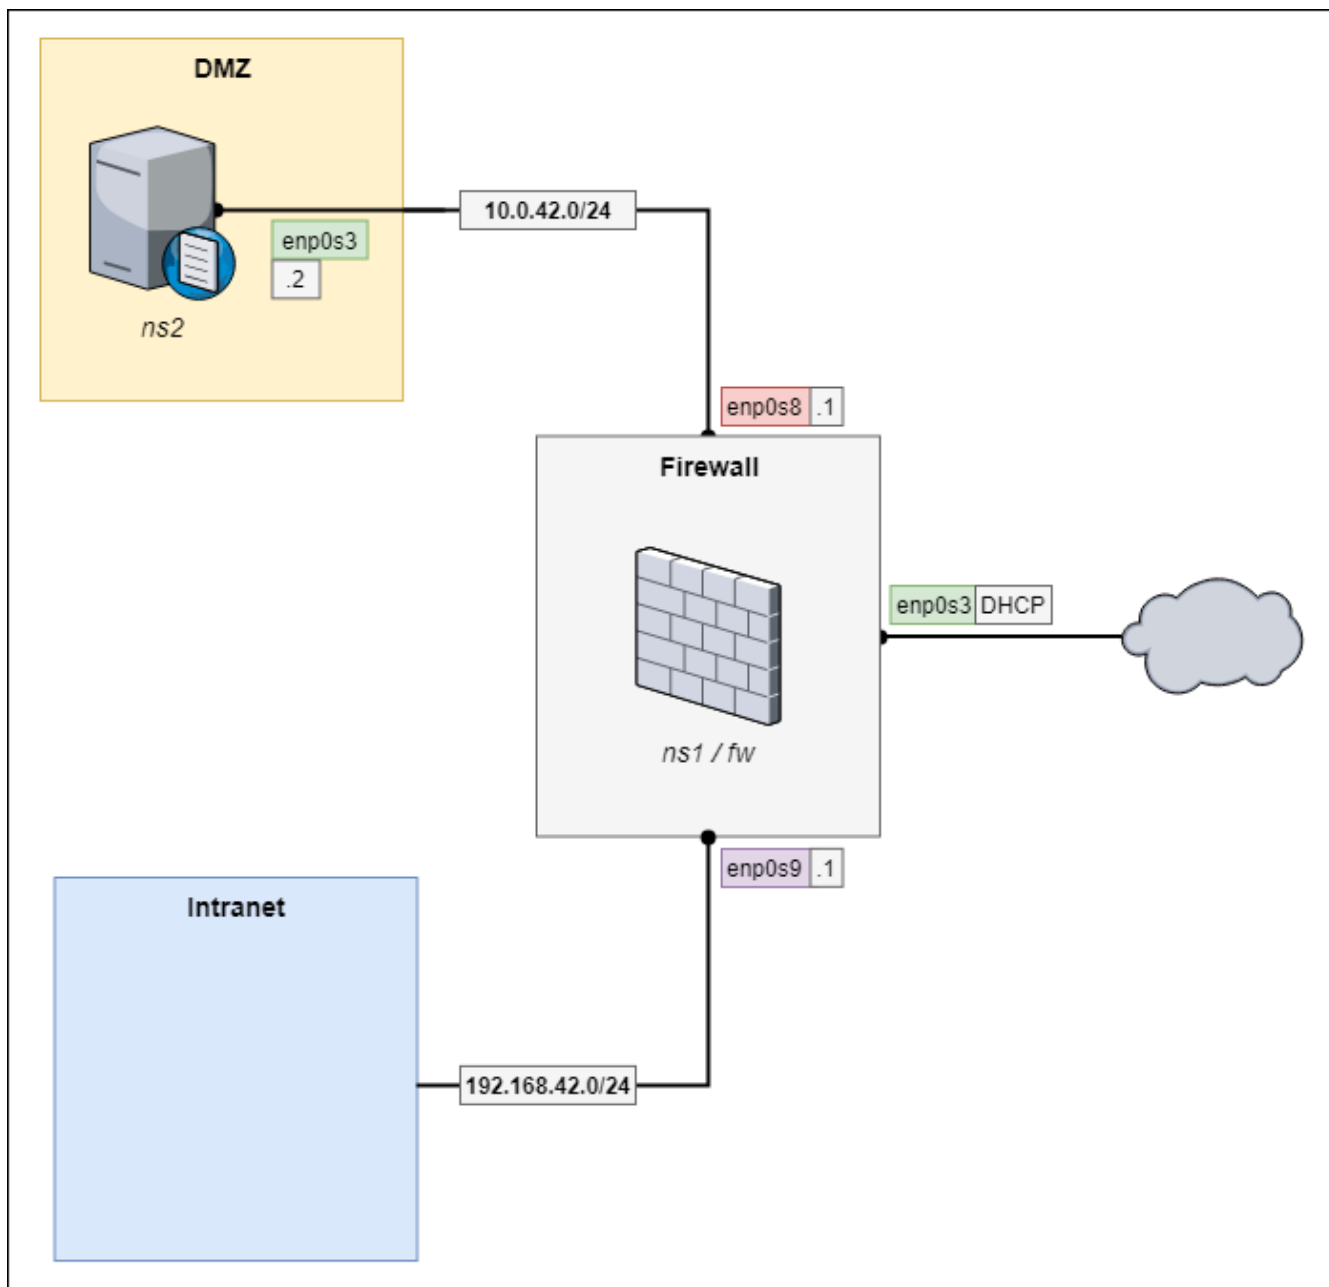 DMZ
10.0.42.0/24
enp0s3
.2
ns2
enp0s8 .1
Firewall
enp0s3 DHCP
ns1 / fw
enp0s9 .1
Intranet
192.168.42.0/24